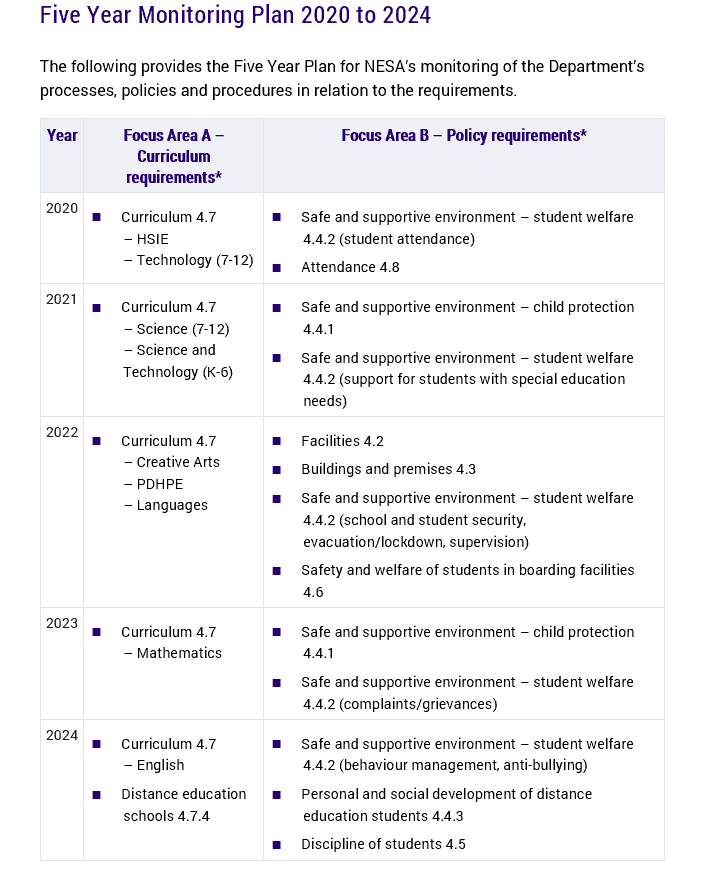 Five Year Monitoring Plan 2020 to 2024
The following provides the Five Year Plan for NESA's monitoring of the Department's
processes, policies and procedures in relation to the requirements.
Year
Focus Area A –
Curriculum
requirements*
Focus Area B – Policy requirements*
2020
■ Curriculum 4.7
– HSIE
– Technology (7-12)
■ Safe and supportive environment – student welfare
4.4.2 (student attendance)
■ Attendance 4.8
2021
■ Curriculum 4.7
– Science (7-12)
– Science and
Technology (K-6)
■ Safe and supportive environment – child protection
4.4.1
■ Safe and supportive environment – student welfare
4.4.2 (support for students with special education
needs)
2022
■ Curriculum 4.7
– Creative Arts
– PDHPE
– Languages
■ Facilities 4.2
■ Buildings and premises 4.3
■ Safe and supportive environment – student welfare
4.4.2 (school and student security,
evacuation/lockdown, supervision)
■ Safety and welfare of students in boarding facilities
4.6
2023
■ Curriculum 4.7
– Mathematics
■ Safe and supportive environment – child protection
4.4.1
■ Safe and supportive environment – student welfare
4.4.2 (complaints/grievances)
2024
■ Curriculum 4.7
– English
■ Distance education
schools 4.7.4
■ Safe and supportive environment – student welfare
4.4.2 (behaviour management, anti-bullying)
■ Personal and social development of distance
education students 4.4.3
■ Discipline of students 4.5